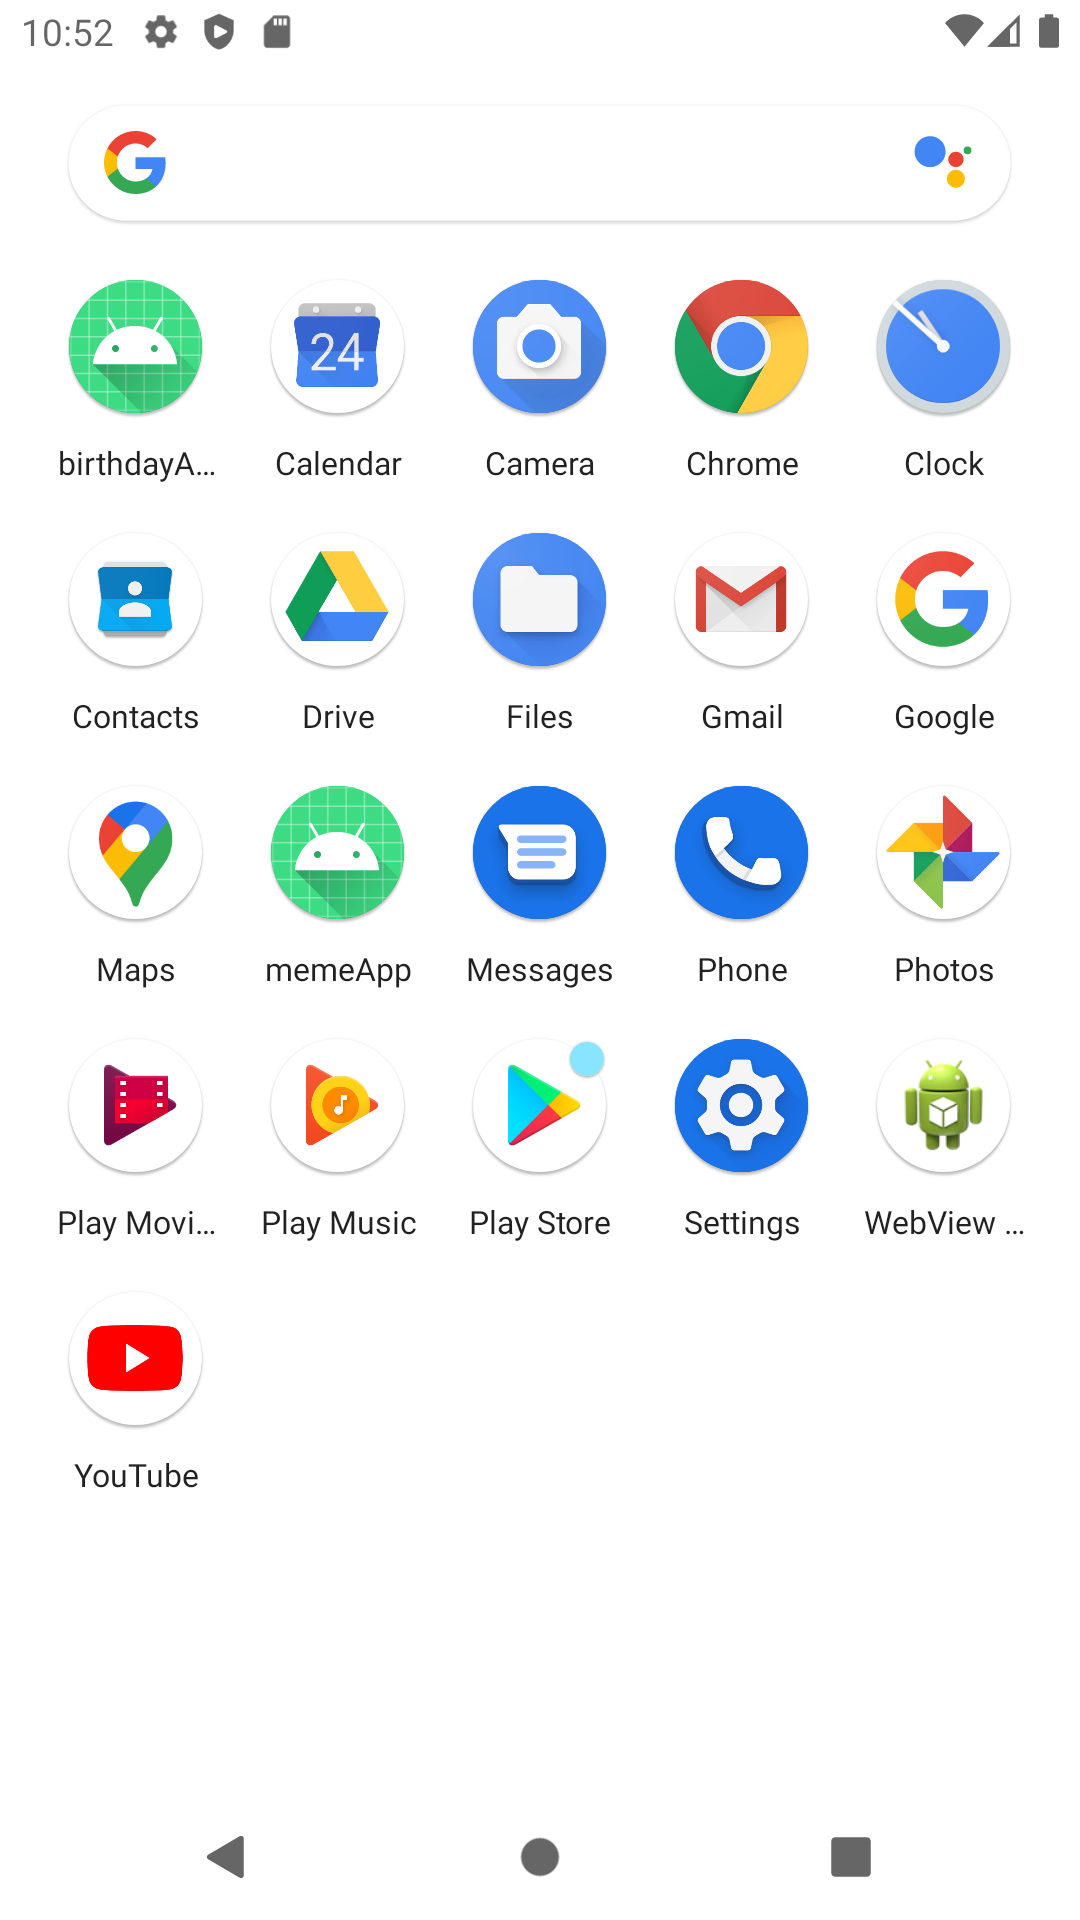 10:52
birthdayA...
Calendar
Camera
Chrome
Clock
24
Contacts
Drive
Files
Gmail
Google
Maps
memeApp
Messages
Phone
Photos
Play Movi...
Play Music
Play Store
Settings
WebView ...
YouTube